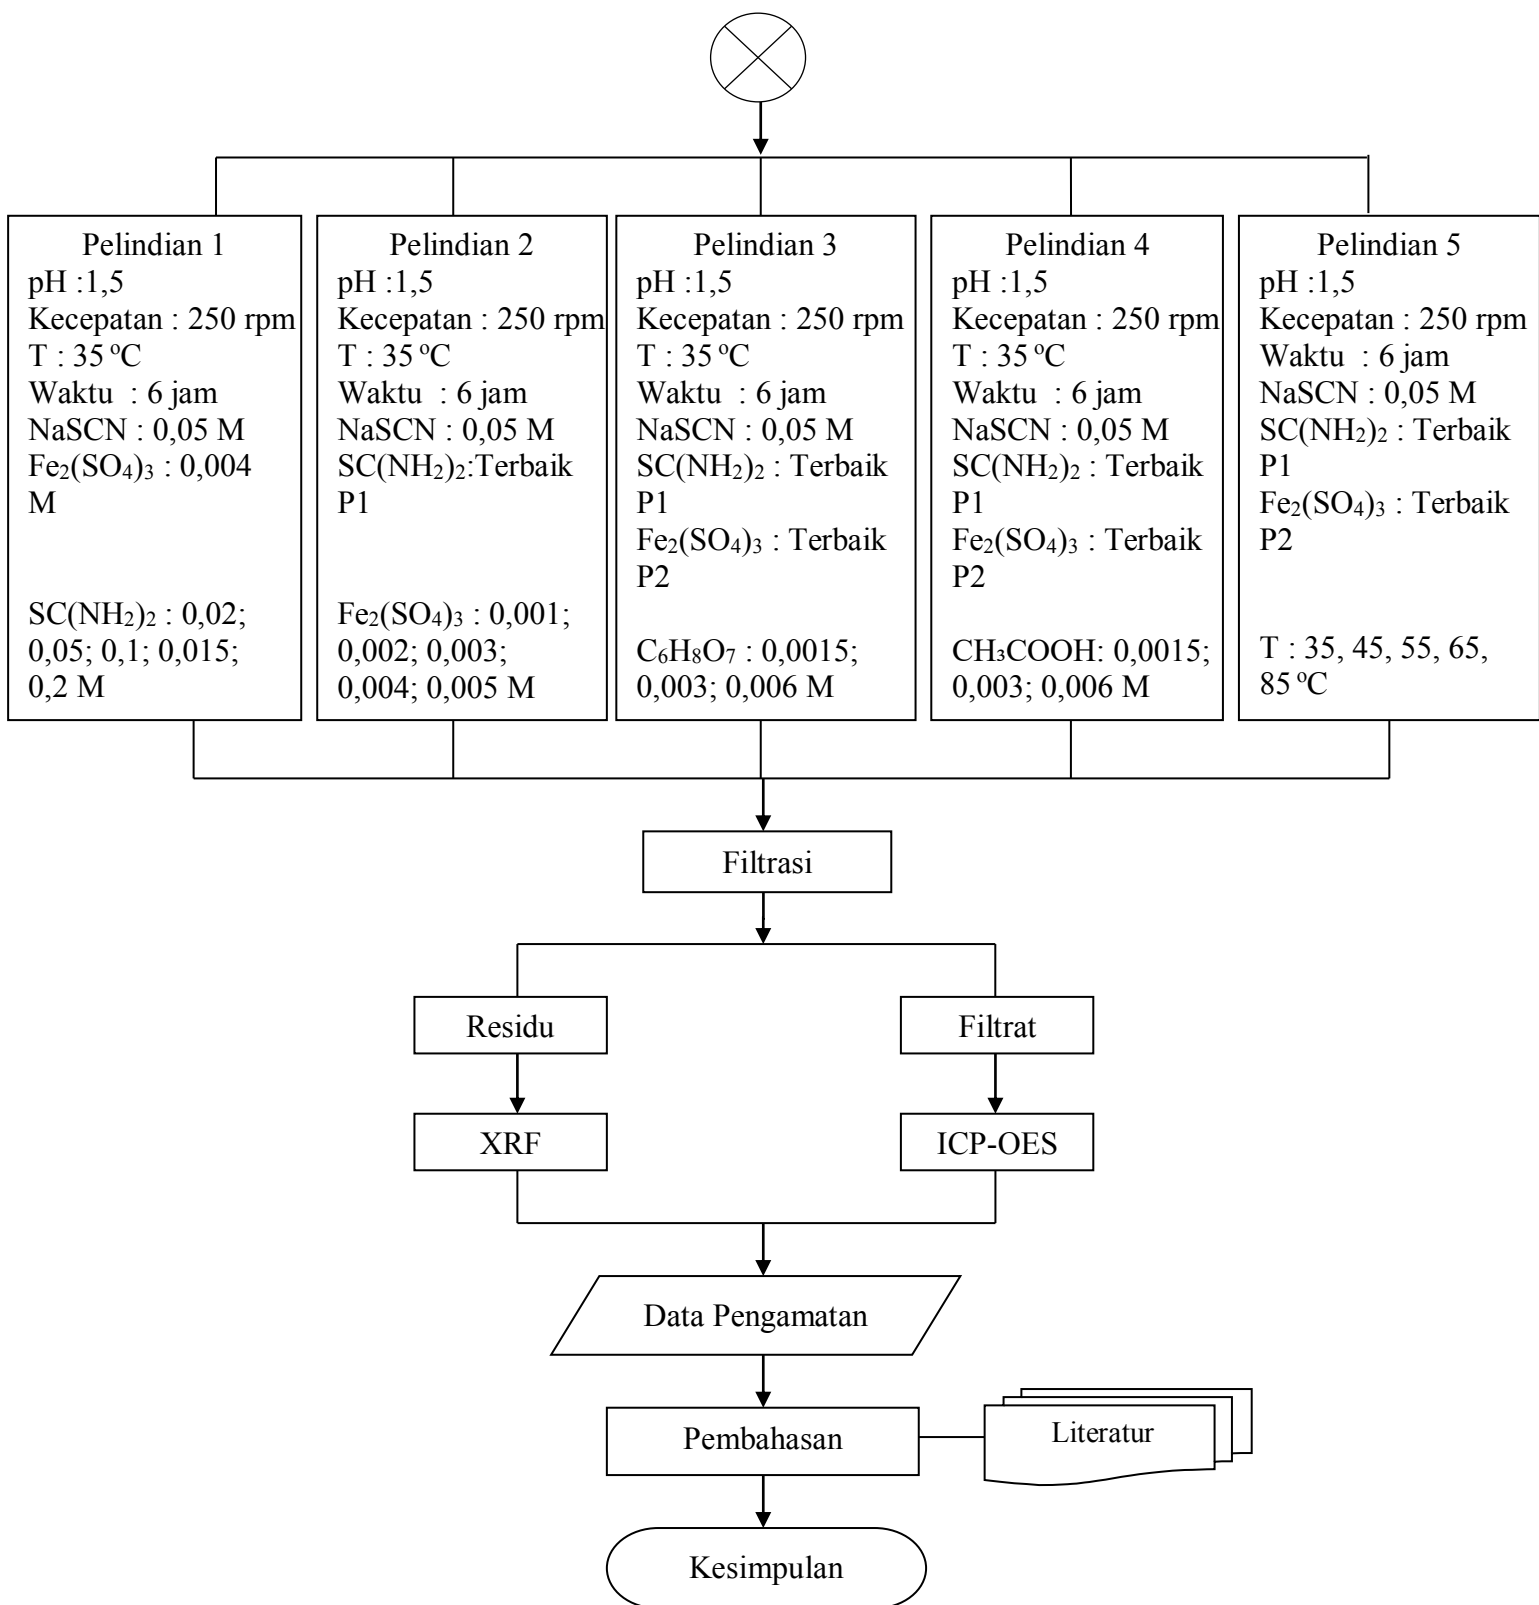 Pelindian 1
pH :1,5
Kecepatan : 250 rpm
T : 35 ºC
Waktu : 6 jam
NaSCN : 0,05 M
Fe₂(SO₄)₃ : 0,004
M
SC(NH₂)₂ : 0,02;
0,05; 0,1; 0,015;
0,2 M
Pelindian 2
pH :1,5
Kecepatan : 250 rpm
T : 35 ºC
Waktu : 6 jam
NaSCN : 0,05 M
SC(NH₂)₂:Terbaik
P1
Fe₂(SO₄)₃ : 0,001;
0,002; 0,003;
0,004; 0,005 M
Pelindian 3
pH :1,5
Kecepatan : 250 rpm
T : 35 ºC
Waktu : 6 jam
NaSCN : 0,05 M
SC(NH₂)₂ : Terbaik
P1
Fe₂(SO₄)₃ : Terbaik
P2
C₆H₈O₇ : 0,0015;
0,003; 0,006 M
Pelindian 4
pH :1,5
Kecepatan : 250 rpm
T : 35 ºC
Waktu : 6 jam
NaSCN : 0,05 M
SC(NH₂)₂ : Terbaik
P1
Fe₂(SO₄)₃ : Terbaik
P2
CH₃COOH: 0,0015;
0,003; 0,006 M
Pelindian 5
pH :1,5
Kecepatan : 250 rpm
Waktu : 6 jam
NaSCN : 0,05 M
SC(NH₂)₂ : Terbaik
P1
Fe₂(SO₄)₃ : Terbaik
P2
T : 35, 45, 55, 65,
85 ºC
Filtrasi
Residu
Filtrat
XRF
ICP-OES
Data Pengamatan
Pembahasan
Literatur
Kesimpulan